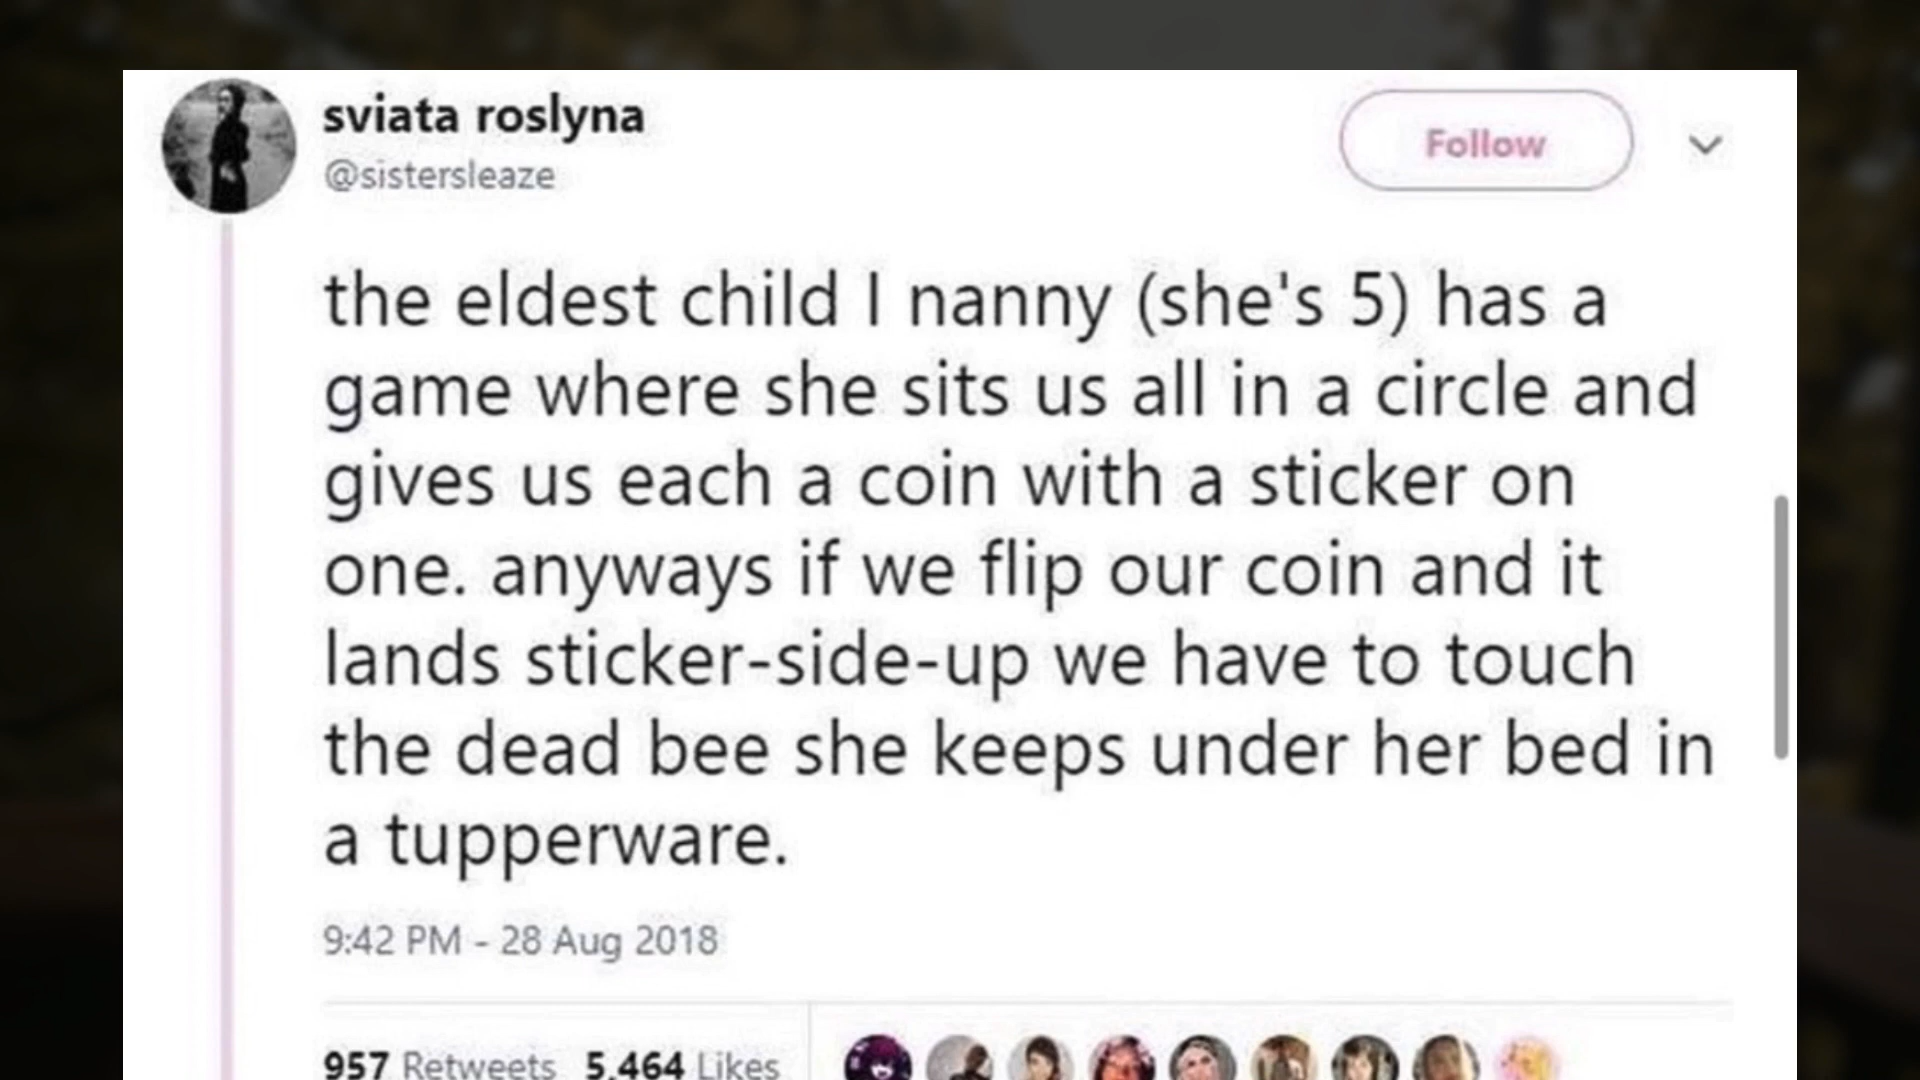 sviata roslyna
@sistersleaze
Follow
the eldest child I nanny (she's 5) has a
game where she sits us all in a circle and
gives us each a coin with a sticker on
one. anyways if we flip our coin and it
lands sticker-side-up we have to touch
the dead bee she keeps under her bed in
a tupperware.
9:42 PM - 28 Aug 2018
957 Retweets 5,464 Likes